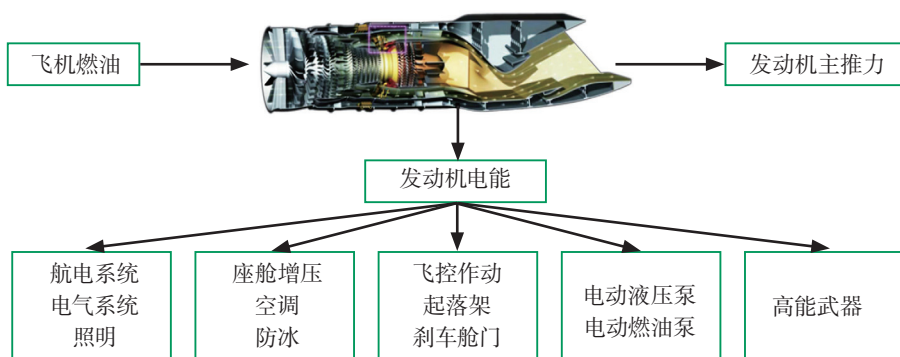 飞机燃油
发动机主推力
发动机电能
航电系统
电气系统
照明
座舱增压
空调
防冰
飞控作动
起落架
刹车舱门
电动液压泵
电动燃油泵
高能武器